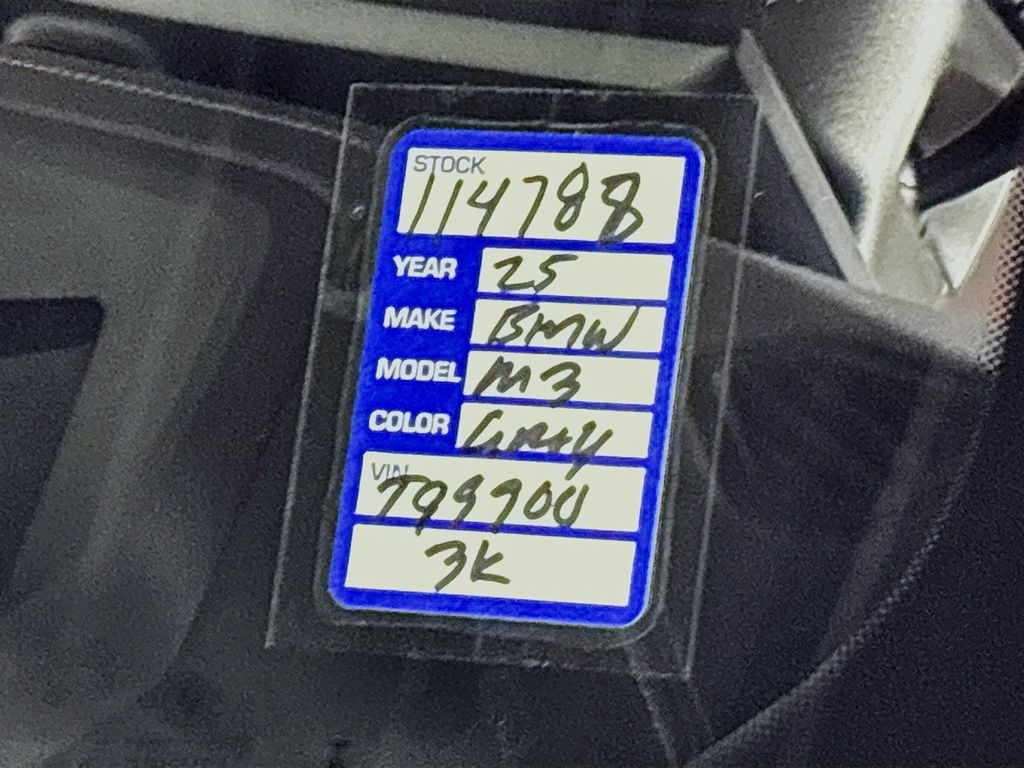 STOCK
114788
YEAR 25
MAKE BMW
MODEL M3
COLOR GRAY
VIN
T99900
3K